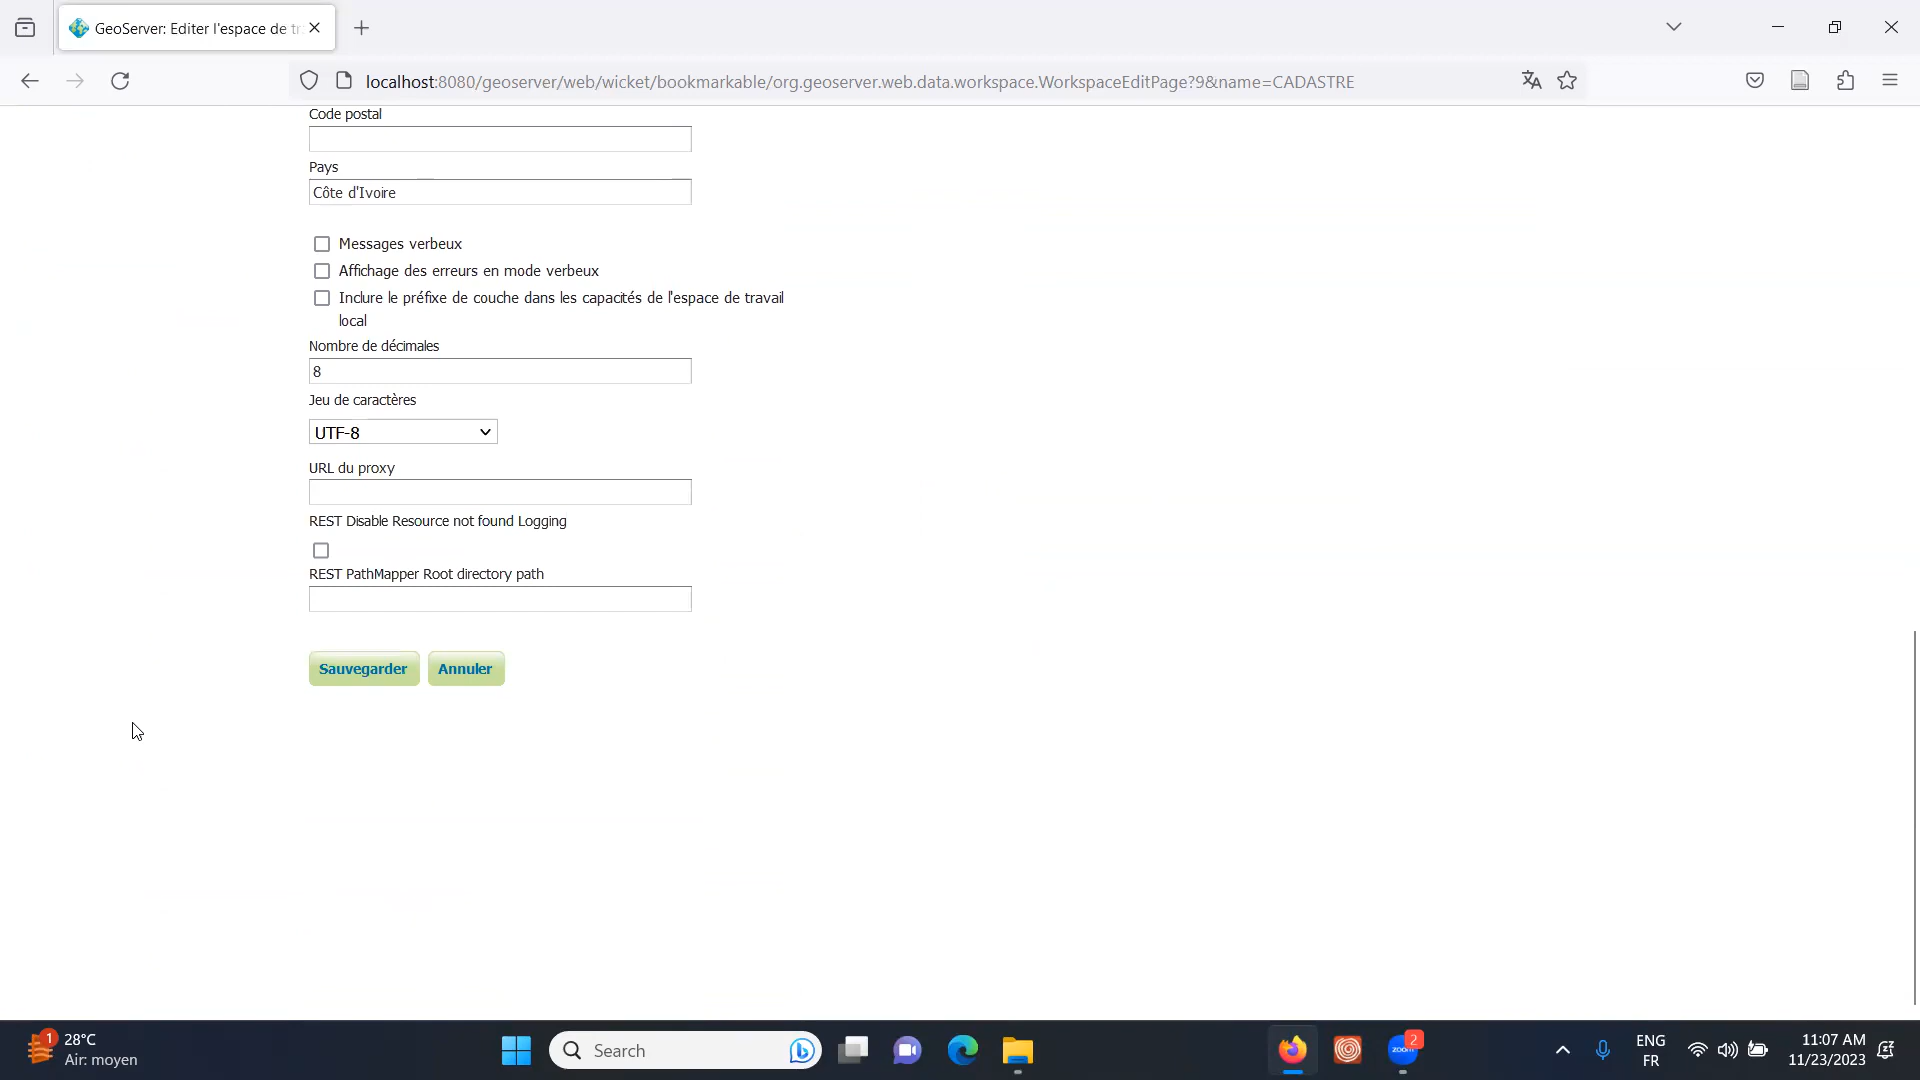 GeoServer: Editer l'espace de tr
localhost:8080/geoserver/web/wicket/bookmarkable/org.geoserver.web.data.workspace.WorkspaceEditPage?9&name=CADASTRE
Code postal
Pays
Côte d'Ivoire
Messages verbeux
Affichage des erreurs en mode verbeux
Inclure le préfixe de couche dans les capacités de l'espace de travail
local
Nombre de décimales
8
Jeu de caractères
UTF-8
URL du proxy
REST Disable Resource not found Logging
REST PathMapper Root directory path
Sauvegarder Annuler
1
28°C
Air: moyen
Search
zoom
2
ENG
FR
11:07 AM
11/23/2023